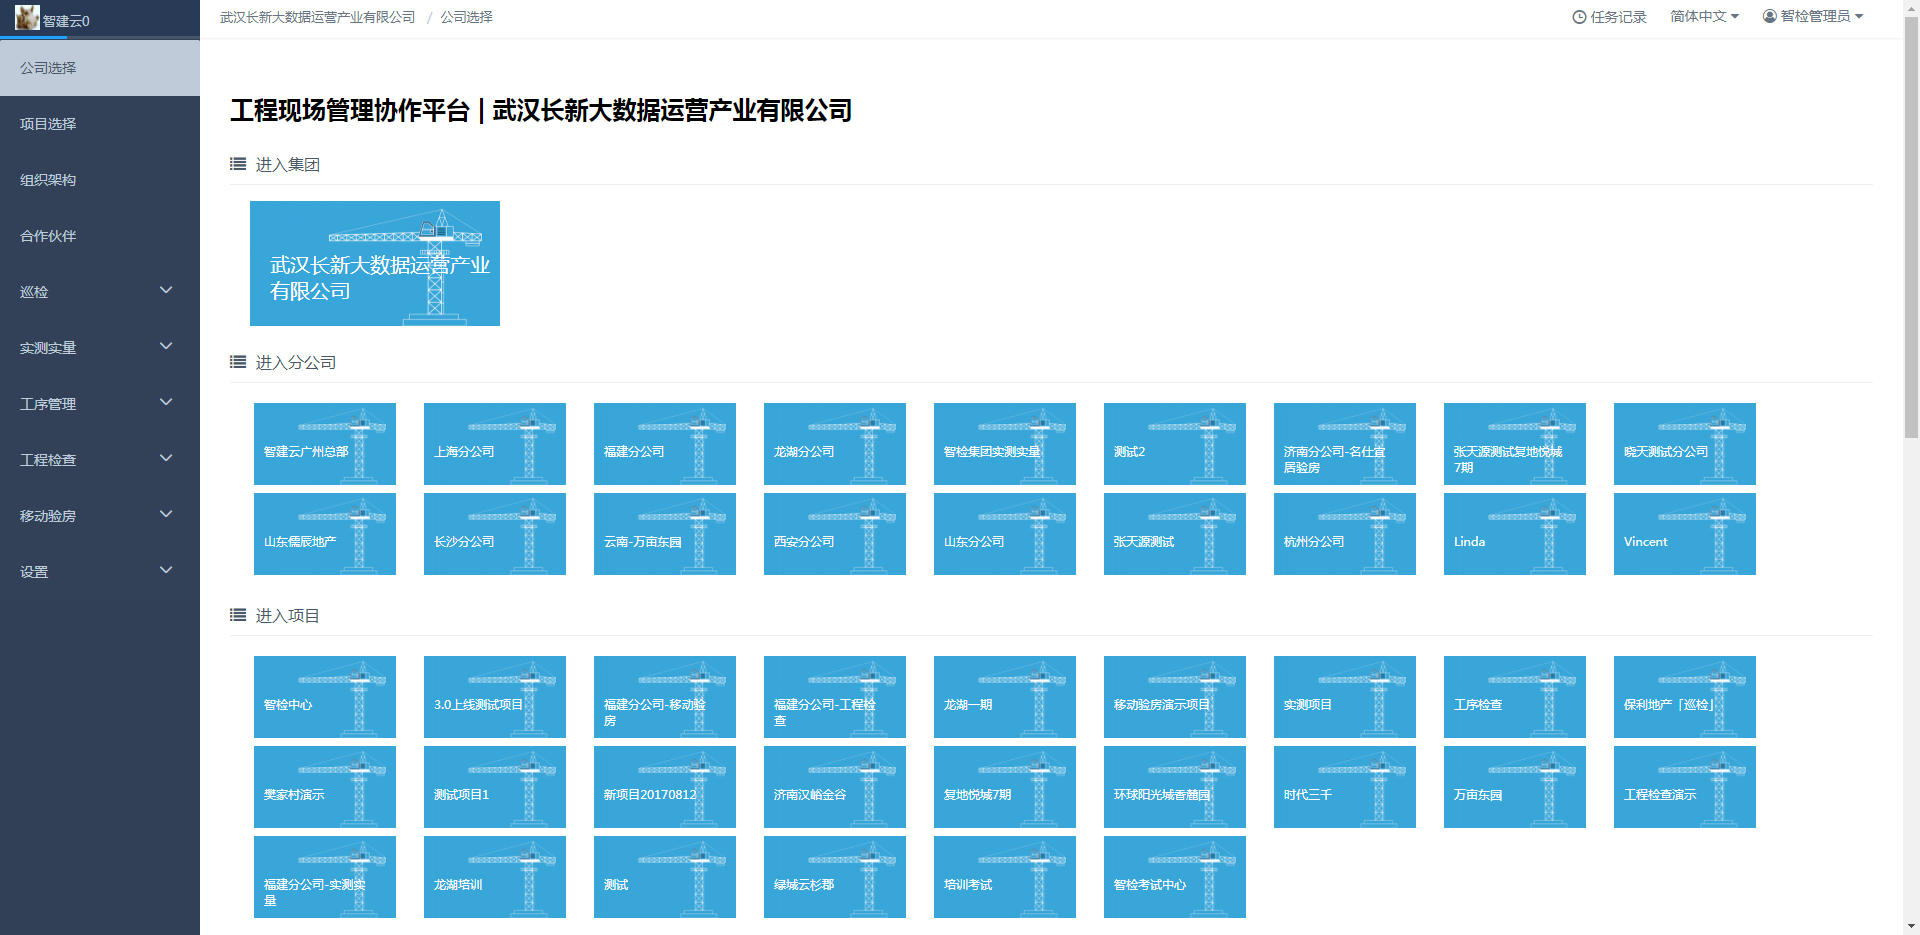 智建云0
武汉长新大数据运营产业有限公司 / 公司选择
任务记录 简体中文 智检管理员
公司选择
项目选择
组织架构
合作伙伴
巡检
实测实量
工序管理
工程检查
移动验房
设置
工程现场管理协作平台 | 武汉长新大数据运营产业有限公司
进入集团
武汉长新大数据运营产业
有限公司
进入分公司
智建云广州总部
上海分公司
福建分公司
龙湖分公司
智检集团实测实量
测试2
济南分公司-名仕宜
居验房
张天源测试复地悦城
7期
晓天测试分公司
山东儒辰地产
长沙分公司
云南-万亩东园
西安分公司
山东分公司
张天源测试
杭州分公司
Linda
Vincent
进入项目
智检中心
3.0上线测试项目
福建分公司-移动验
房
福建分公司-工程检
查
龙湖一期
移动验房演示项目
实测项目
工序检查
保利地产「巡检」
樊家村演示
测试项目1
新项目20170812
济南汉峪金谷
复地悦城7期
环球阳光城香麓园
时代三千
万亩东园
工程检查演示
福建分公司-实测实
量
龙湖培训
测试
绿城云杉郡
培训考试
智检考试中心